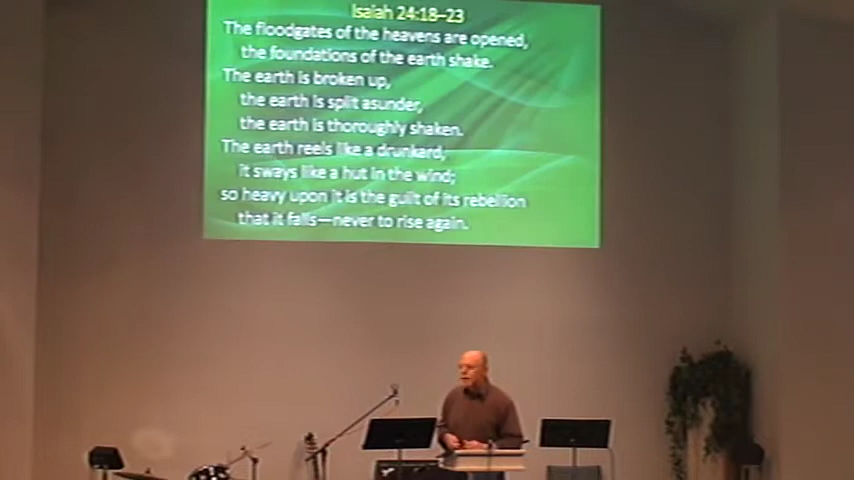 Isaiah 24:18–23
The floodgates of the heavens are opened,
the foundations of the earth shake.
The earth is broken up,
the earth is split asunder,
the earth is thoroughly shaken.
The earth reels like a drunkard,
it sways like a hut in the wind;
so heavy upon it is the guilt of its rebellion
that it falls—never to rise again.